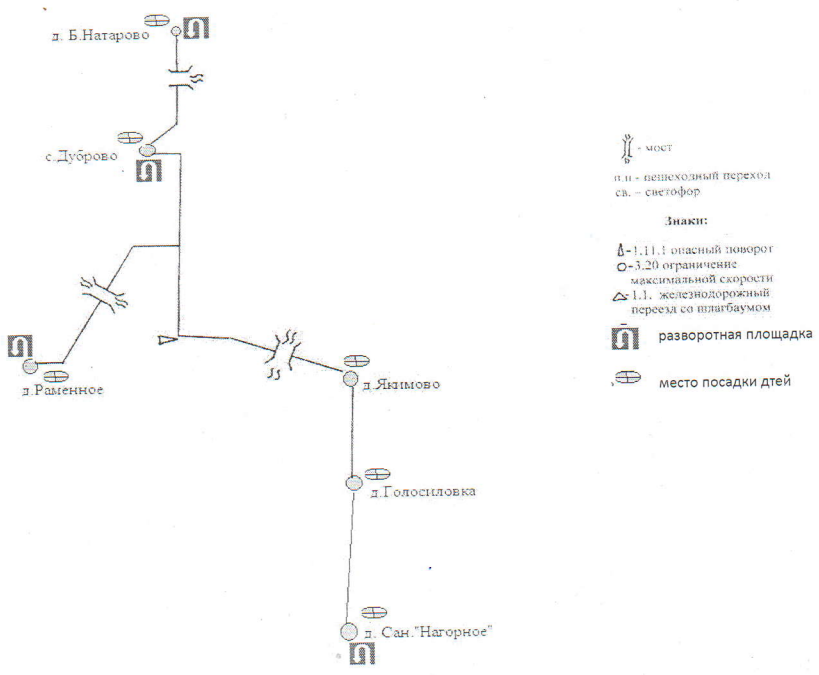 д. Б.Натарово
с.Дуброво
д.Раменное
д.Якимово
д.Голосиловка
д. Сан."Нагорное"
- мост
п.п - пешеходный переход
св. – светофор
Знаки:
-1.11.1 опасный поворот
-3.20 ограничение
максимальной скорости
-1.1. железнодорожный
переезд со шлагбаумом
разворотная площадка
место посадки дтей